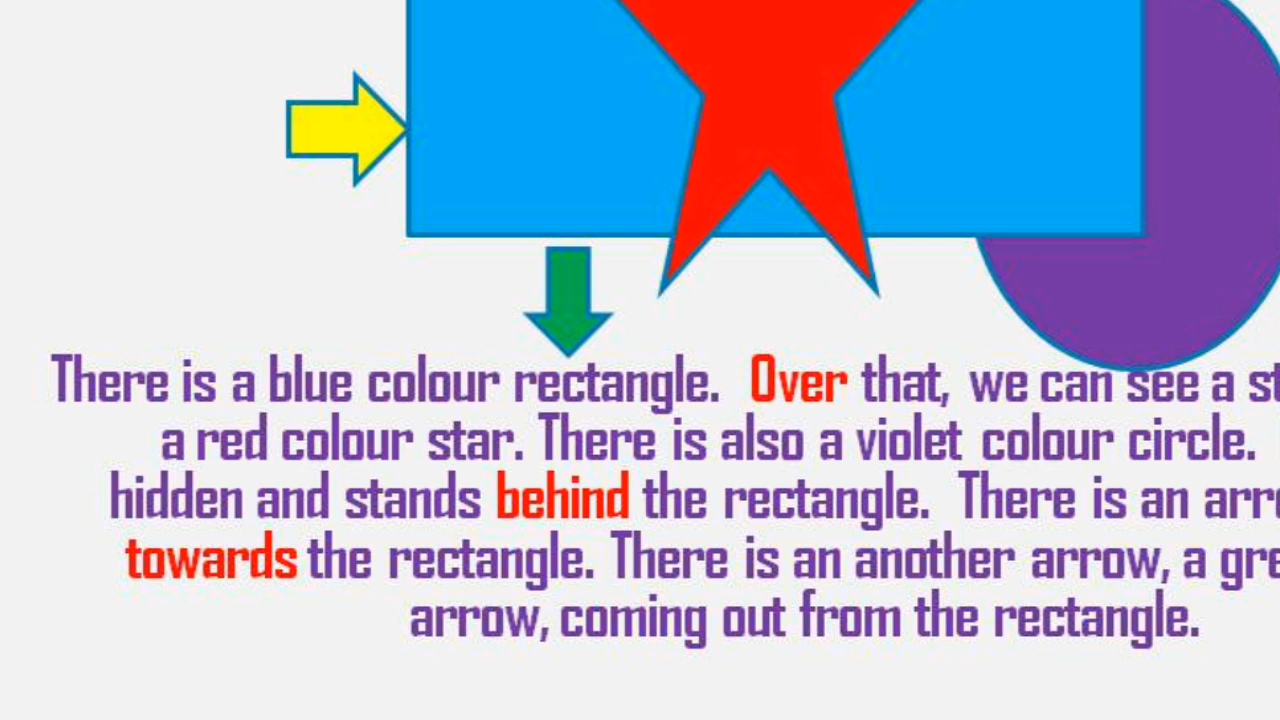 There is a blue colour rectangle. Over that, we can see a
a red colour star. There is also a violet colour circle.
hidden and stands behind the rectangle. There is an
towards the rectangle. There is an another arrow, a
arrow, coming out from the rectangle.